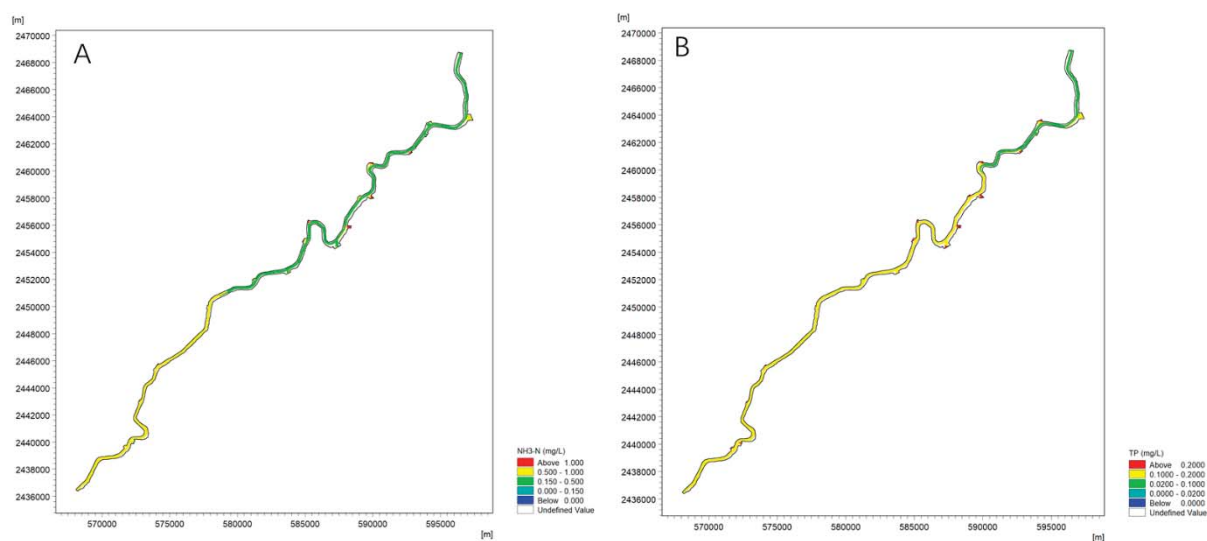 [m]
A
2470000
2468000
2466000
2464000
2462000
2460000
2458000
2456000
2454000
2452000
2450000
2448000
2446000
2444000
2442000
2440000
2438000
2436000
570000 575000 580000 585000 590000 595000
[m]
NH3-N (mg/L)
Above 1.000
0.500 - 1.000
0.150 - 0.500
0.000 - 0.150
Below 0.000
Undefined Value
[m]
B
2470000
2468000
2466000
2464000
2462000
2460000
2458000
2456000
2454000
2452000
2450000
2448000
2446000
2444000
2442000
2440000
2438000
2436000
570000 575000 580000 585000 590000 595000
[m]
TP (mg/L)
Above 0.2000
0.1000 - 0.2000
0.0200 - 0.1000
0.0000 - 0.0200
Below 0.0000
Undefined Value